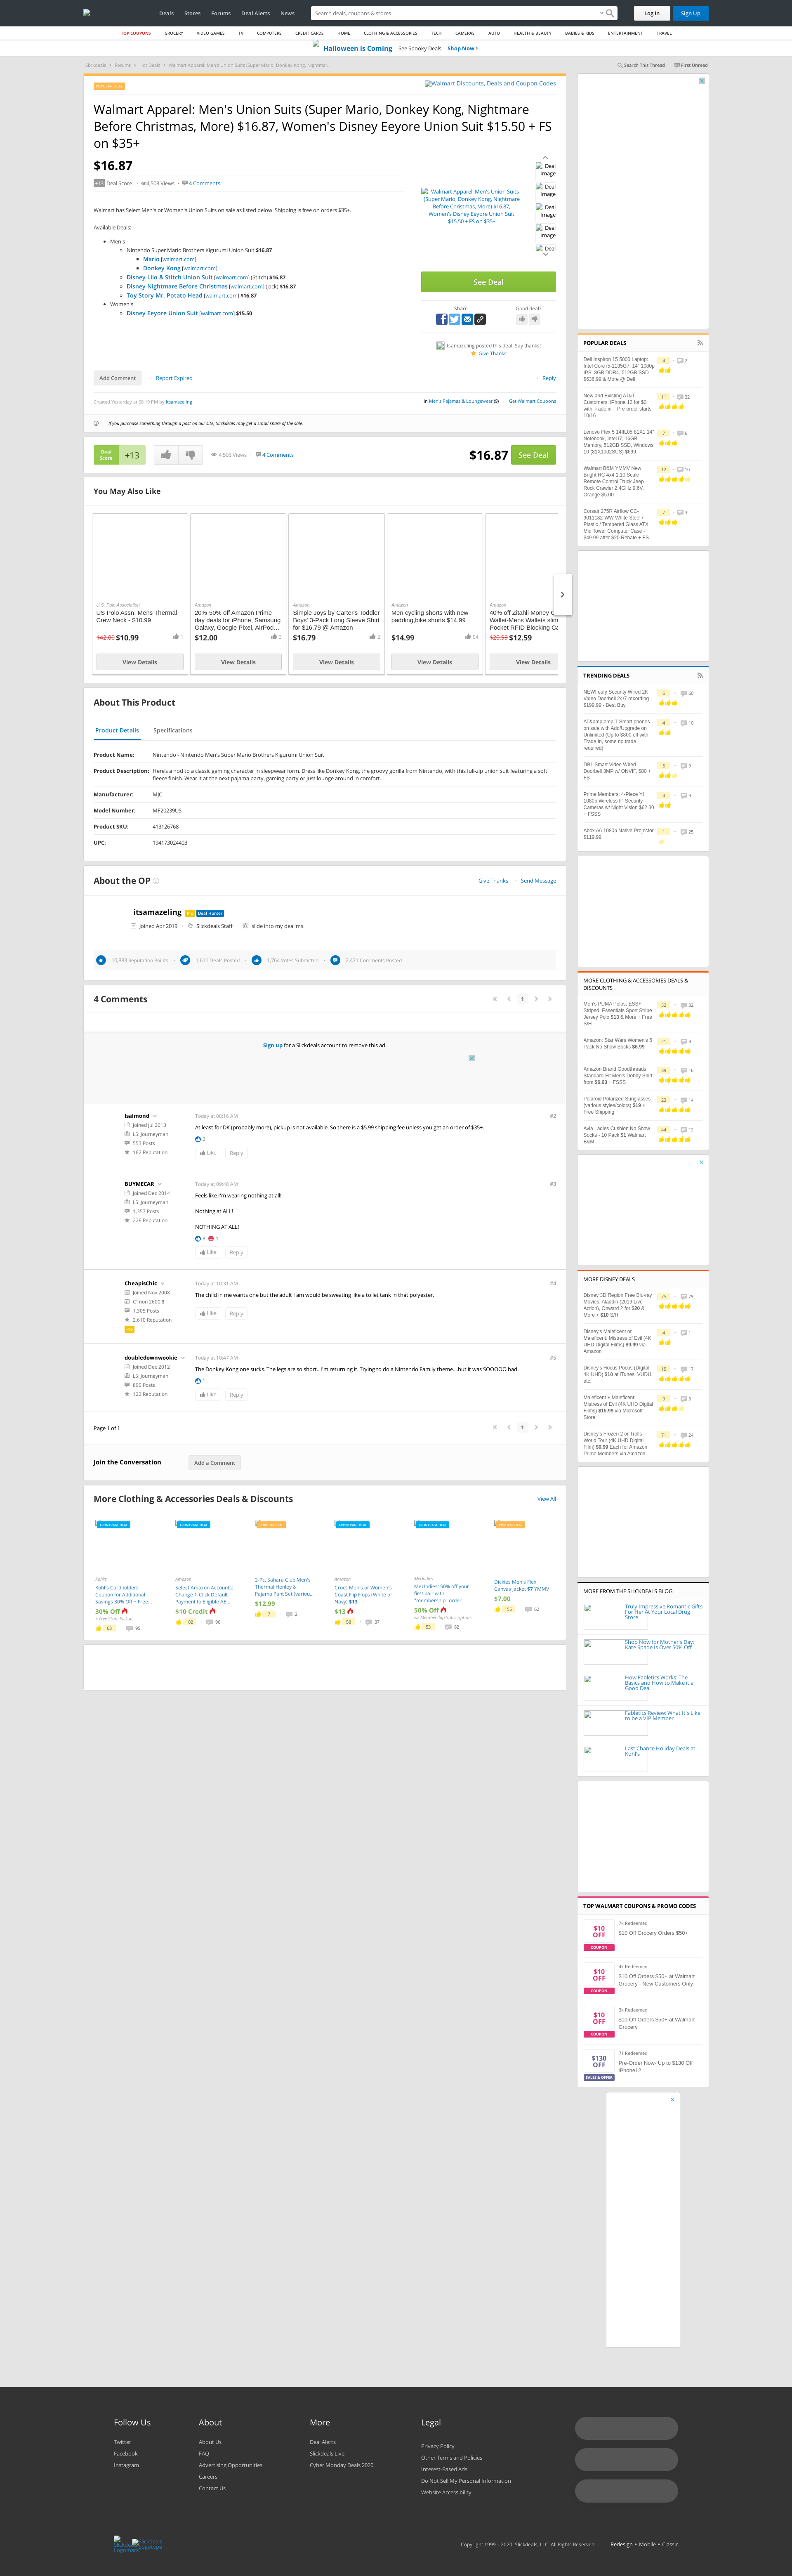 Deals Stores Forums Deal Alerts News
Search deals, coupons & stores
Log In
Sign Up
TOP COUPONS GROCERY VIDEO GAMES TV COMPUTERS CREDIT CARDS HOME CLOTHING & ACCESSORIES TECH CAMERAS AUTO HEALTH & BEAUTY BABIES & KIDS ENTERTAINMENT TRAVEL
Halloween is Coming See Spooky Deals Shop Now
Slickdeals > Forums > Hot Deals > Walmart Apparel: Men's Union Suits (Super Mario, Donkey Kong, Nightmar...
Search This Thread
First Unread
POPULAR DEAL
Walmart Discounts, Deals and Coupon Codes
Walmart Apparel: Men's Union Suits (Super Mario, Donkey Kong, Nightmare
Before Christmas, More) $16.87, Women's Disney Eeyore Union Suit $15.50 + FS
on $35+
$16.87
+13 Deal Score
4,503 Views
4 Comments
Walmart has Select Men's or Women's Union Suits on sale as listed below. Shipping is free on orders $35+.
Available Deals:
Men's
Nintendo Super Mario Brothers Kigurumi Union Suit $16.87
Mario [walmart.com]
Donkey Kong [walmart.com]
Disney Lilo & Stitch Union Suit [walmart.com] (Stitch) $16.87
Disney Nightmare Before Christmas [walmart.com] (Jack) $16.87
Toy Story Mr. Potato Head [walmart.com] $16.87
Women's
Disney Eeyore Union Suit [walmart.com] $15.50
Walmart Apparel: Men's Union Suits
(Super Mario, Donkey Kong, Nightmare
Before Christmas, More) $16.87,
Women's Disney Eeyore Union Suit
$15.50 + FS on $35+
Deal
Image
Deal
Image
Deal
Image
Deal
Image
Deal
See Deal
Share
Good deal?
itsamazeling posted this deal. Say thanks!
Give Thanks
Add Comment
Report Expired
Reply
Created Yesterday at 08:19 PM by itsamazeling
in Men's Pajamas & Loungewear (5)
Get Walmart Coupons
If you purchase something through a post on our site, Slickdeals may get a small share of the sale.
Deal
Score
+13
4,503 Views
4 Comments
$16.87
See Deal
You May Also Like
U.S. Polo Association
US Polo Assn. Mens Thermal
Crew Neck - $10.99
$42.00 $10.99
1
View Details
Amazon
20%-50% off Amazon Prime
day deals for iPhone, Samsung
Galaxy, Google Pixel, AirPod...
$12.00
3
View Details
Amazon
Simple Joys by Carter's Toddler
Boys' 3-Pack Long Sleeve Shirt
for $16.79 @ Amazon
$16.79
2
View Details
Amazon
Men cycling shorts with new
padding,bike shorts $14.99
$14.99
14
View Details
Amazon
40% off Zitahli Money C
Wallet-Mens Wallets slim
Pocket RFID Blocking Ca
$20.99 $12.59
View Details
About This Product
Product Details
Specifications
Product Name: Nintendo - Nintendo Men's Super Mario Brothers Kigurumi Union Suit
Product Description: Here's a nod to a classic gaming character in sleepwear form. Dress like Donkey Kong, the groovy gorilla from Nintendo, with this full-zip union suit featuring a soft
fleece finish. Wear it at the next pajama party, gaming party or just lounge around in comfort.
Manufacturer: MJC
Model Number: MF20239US
Product SKU: 413126768
UPC: 194173024403
About the OP
Give Thanks
Send Message
itsamazeling Pro Deal Hunter
Joined Apr 2019
Slickdeals Staff
slide into my deal'ms.
10,833 Reputation Points
1,611 Deals Posted
1,764 Votes Submitted
2,421 Comments Posted
4 Comments
1
Sign up for a Slickdeals account to remove this ad.
lsalmond
Joined Jul 2013
L5: Journeyman
553 Posts
162 Reputation
Today at 08:16 AM
#2
At least for DK (probably more), pickup is not available. So there is a $5.99 shipping fee unless you get an order of $35+.
2
Like
Reply
BUYMECAR
Joined Dec 2014
L5: Journeyman
1,357 Posts
226 Reputation
Today at 09:46 AM
#3
Feels like I'm wearing nothing at all!
Nothing at ALL!
NOTHING AT ALL!
3
1
Like
Reply
CheapisChic
Joined Nov 2008
C'mon 2600!!!
1,305 Posts
2,610 Reputation
Pro
Today at 10:31 AM
#4
The child in me wants one but the adult I am would be sweating like a toilet tank in that polyester.
Like
Reply
doubledownwookie
Joined Dec 2012
L5: Journeyman
890 Posts
122 Reputation
Today at 10:47 AM
#5
The Donkey Kong one sucks. The legs are so short...I'm returning it. Trying to do a Nintendo Family theme....but it was SOOOOO bad.
1
Like
Reply
Page 1 of 1
1
Join the Conversation
Add a Comment
More Clothing & Accessories Deals & Discounts
View All
FRONTPAGE DEAL
Kohl's
Kohl's Cardholders
Coupon for Additional
Savings 30% Off + Free...
30% Off
+ Free Store Pickup
63
90
FRONTPAGE DEAL
Amazon
Select Amazon Accounts:
Change 1-Click Default
Payment to Eligible AE...
$10 Credit
102
96
POPULAR DEAL
2-Pc. Sahara Club Men's
Thermal Henley &
Pajama Pant Set (variou...
$12.99
7
2
FRONTPAGE DEAL
Amazon
Crocs Men's or Women's
Coast Flip Flops (White or
Navy) $13
$13
58
37
FRONTPAGE DEAL
MeUndies
MeUndies: 50% off your
first pair with
"membership" order
50% Off
w/ Membership Subscription
53
82
POPULAR DEAL
Dickies Men's Flex
Canvas Jacket $7 YMMV
$7.00
155
62
POPULAR DEALS
Dell Inspiron 15 5000 Laptop:
Intel Core i5-1135G7, 14" 1080p
IPS, 8GB DDR4, 512GB SSD
$636.99 & More @ Dell
4
2
New and Existing AT&T
Customers: iPhone 12 for $0
with Trade in – Pre-order starts
10/16
11
32
Lenovo Flex 5 14IIL05 81X1 14"
Notebook, Intel i7, 16GB
Memory, 512GB SSD, Windows
10 (81X1002SUS) $699
7
6
Walmart B&M YMMV New
Bright RC 4x4 1:10 Scale
Remote Control Truck Jeep
Rock Crawler 2.4GHz 9.6V,
Orange $5.00
12
10
Corsair 275R Airflow CC-
9011182-WW White Steel /
Plastic / Tempered Glass ATX
Mid Tower Computer Case -
$49.99 after $20 Rebate + FS
7
3
TRENDING DEALS
NEW! eufy Security Wired 2K
Video Doorbell 24/7 recording
$199.99 - Best Buy
6
60
AT&amp;amp;T Smart phones
on sale with Add/Upgrade on
Unlimited (Up to $800 off with
Trade In, some no trade
required)
4
10
DB1 Smart Video Wired
Doorbell 3MP w/ ONVIF. $60 +
FS
5
9
Prime Members: 4-Piece YI
1080p Wireless IP Security
Cameras w/ Night Vision $62.30
+ FSSS
4
9
Abox A6 1080p Native Projector
$119.99
1
25
MORE CLOTHING & ACCESSORIES DEALS &
DISCOUNTS
Men's PUMA Polos: ESS+
Striped, Essentials Sport Stripe
Jersey Polo $13 & More + Free
S/H
52
32
Amazon: Star Wars Women's 5
Pack No Show Socks $6.99
21
9
Amazon Brand Goodthreads
Standard-Fit Men's Dobby Shirt
from $6.63 + FSSS
39
16
Polaroid Polarized Sunglasses
(various styles/colors) $19 +
Free Shipping
23
14
Avia Ladies Cushion No Show
Socks - 10 Pack $1 Walmart
B&M
44
12
MORE DISNEY DEALS
Disney 3D Region Free Blu-ray
Movies: Aladdin (2019 Live
Action), Onward 2 for $20 &
More + $10 S/H
75
79
Disney's Maleficent or
Maleficent: Mistress of Evil (4K
UHD Digital Films) $9.99 via
Amazon
4
1
Disney's Hocus Pocus (Digital
4K UHD) $10 at iTunes, VUDU,
etc.
15
17
Maleficent + Maleficent:
Mistress of Evil (4K UHD Digital
Films) $15.99 via Microsoft
Store
9
3
Disney's Frozen 2 or Trolls
World Tour (4K UHD Digital
Film) $9.99 Each for Amazon
Prime Members via Amazon
71
24
MORE FROM THE SLICKDEALS BLOG
Truly Impressive Romantic Gifts
For Her At Your Local Drug
Store
Shop Now for Mother's Day:
Kate Spade Is Over 50% Off
How Fabletics Works: The
Basics and How to Make it a
Good Deal
Fabletics Review: What It's Like
to be a VIP Member
Last-Chance Holiday Deals at
Kohl's
TOP WALMART COUPONS & PROMO CODES
$10
OFF
COUPON
7k Redeemed
$10 Off Grocery Orders $50+
$10
OFF
COUPON
4k Redeemed
$10 Off Orders $50+ at Walmart
Grocery - New Customers Only
$10
OFF
COUPON
3k Redeemed
$10 Off Orders $50+ at Walmart
Grocery
$130
OFF
SALES & OFFER
71 Redeemed
Pre-Order Now- Up to $130 Off
iPhone12
Follow Us
Twitter
Facebook
Instagram
About
About Us
FAQ
Advertising Opportunities
Careers
Contact Us
More
Deal Alerts
Slickdeals Live
Cyber Monday Deals 2020
Legal
Privacy Policy
Other Terms and Policies
Interest-Based Ads
Do Not Sell My Personal Information
Website Accessibility
Copyright 1999 – 2020. Slickdeals, LLC. All Rights Reserved.
Redesign • Mobile • Classic